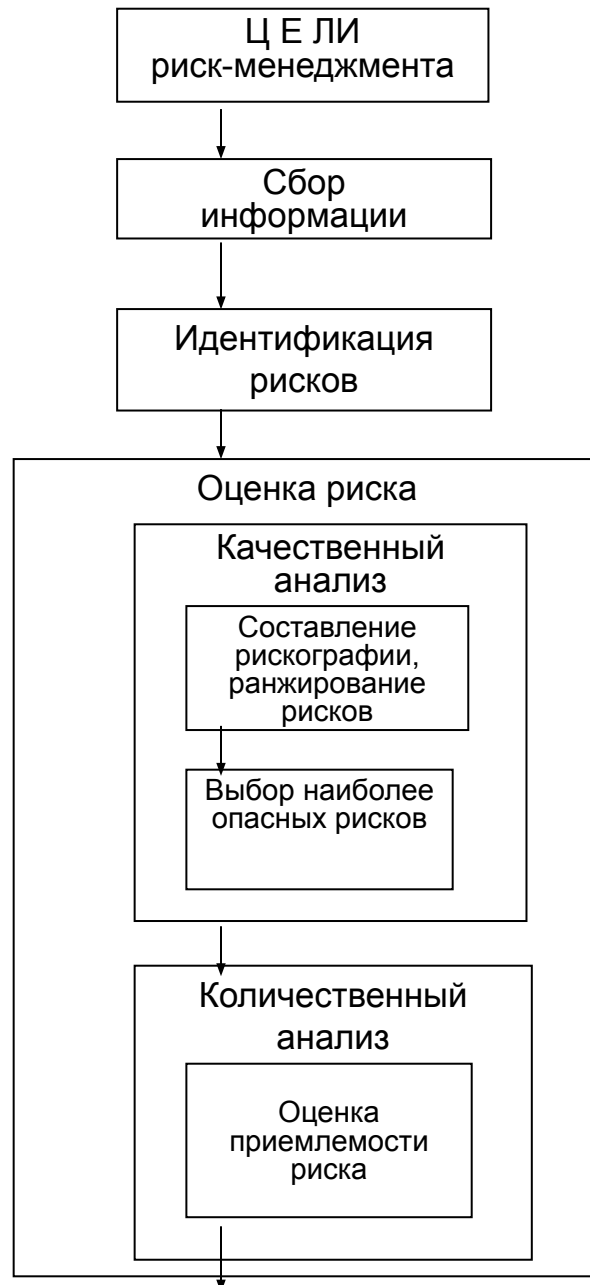 Ц Е ЛИ
риск-менеджмента
Сбор
информации
Идентификация
рисков
Оценка риска
Качественный
анализ
Составление
рискографии,
ранжирование
рисков
Выбор наиболее
опасных рисков
Количественный
анализ
Оценка
приемлемости
риска